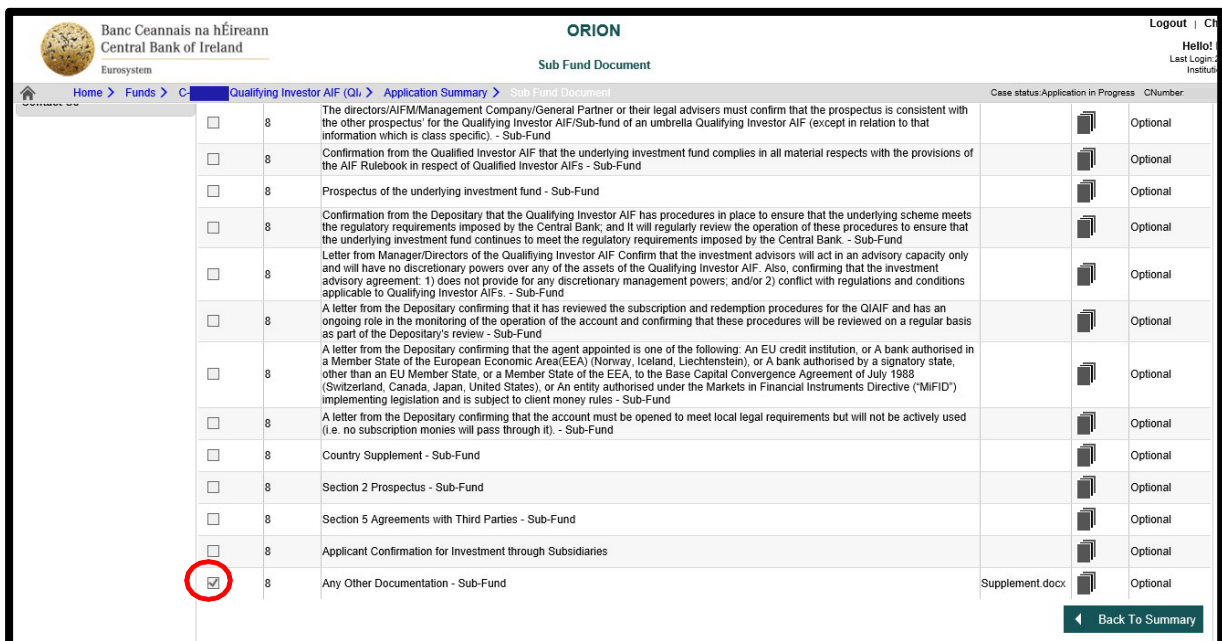 Banc Ceannais na hÉireann
Central Bank of Ireland
Eurosystem
ORION
Sub Fund Document
Logout | Ch
Hello!
Last Login:2
Instituti
Home > Funds > C- Qualifying Investor AIF (QI/ > Application Summary > Sub Fund Document
Case status:Application in Progress CNumber
Contact Us
8
The directors/AIFM/Management Company/General Partner or their legal advisers must confirm that the prospectus is consistent with
the other prospectus' for the Qualifying Investor AIF/Sub-fund of an umbrella Qualifying Investor AIF (except in relation to that
information which is class specific). - Sub-Fund
Optional
8
Confirmation from the Qualified Investor AIF that the underlying investment fund complies in all material respects with the provisions of
the AIF Rulebook in respect of Qualified Investor AIFs - Sub-Fund
Optional
8
Prospectus of the underlying investment fund - Sub-Fund
Optional
8
Confirmation from the Depositary that the Qualifying Investor AIF has procedures in place to ensure that the underlying scheme meets
the regulatory requirements imposed by the Central Bank; and It will regularly review the operation of these procedures to ensure that
the underlying investment fund continues to meet the regulatory requirements imposed by the Central Bank. - Sub-Fund
Optional
8
Letter from Manager/Directors of the Qualifying Investor AIF Confirm that the investment advisors will act in an advisory capacity only
and will have no discretionary powers over any of the assets of the Qualifying Investor AIF. Also, confirming that the investment
advisory agreement: 1) does not provide for any discretionary management powers; and/or 2) conflict with regulations and conditions
applicable to Qualifying Investor AIFs. - Sub-Fund
Optional
8
A letter from the Depositary confirming that it has reviewed the subscription and redemption procedures for the QIAIF and has an
ongoing role in the monitoring of the operation of the account and confirming that these procedures will be reviewed on a regular basis
as part of the Depositary's review - Sub-Fund
Optional
8
A letter from the Depositary confirming that the agent appointed is one of the following: An EU credit institution, or A bank authorised in
a Member State of the European Economic Area(EEA) (Norway, Iceland, Liechtenstein), or A bank authorised by a signatory state,
other than an EU Member State, or a Member State of the EEA, to the Base Capital Convergence Agreement of July 1988
(Switzerland, Canada, Japan, United States), or An entity authorised under the Markets in Financial Instruments Directive ("MiFID")
implementing legislation and is subject to client money rules - Sub-Fund
Optional
8
A letter from the Depositary confirming that the account must be opened to meet local legal requirements but will not be actively used
(i.e. no subscription monies will pass through it). - Sub-Fund
Optional
8
Country Supplement - Sub-Fund
Optional
8
Section 2 Prospectus - Sub-Fund
Optional
8
Section 5 Agreements with Third Parties - Sub-Fund
Optional
8
Applicant Confirmation for Investment through Subsidiaries
Optional
8
Any Other Documentation - Sub-Fund
Supplement.docx
Optional
Back To Summary